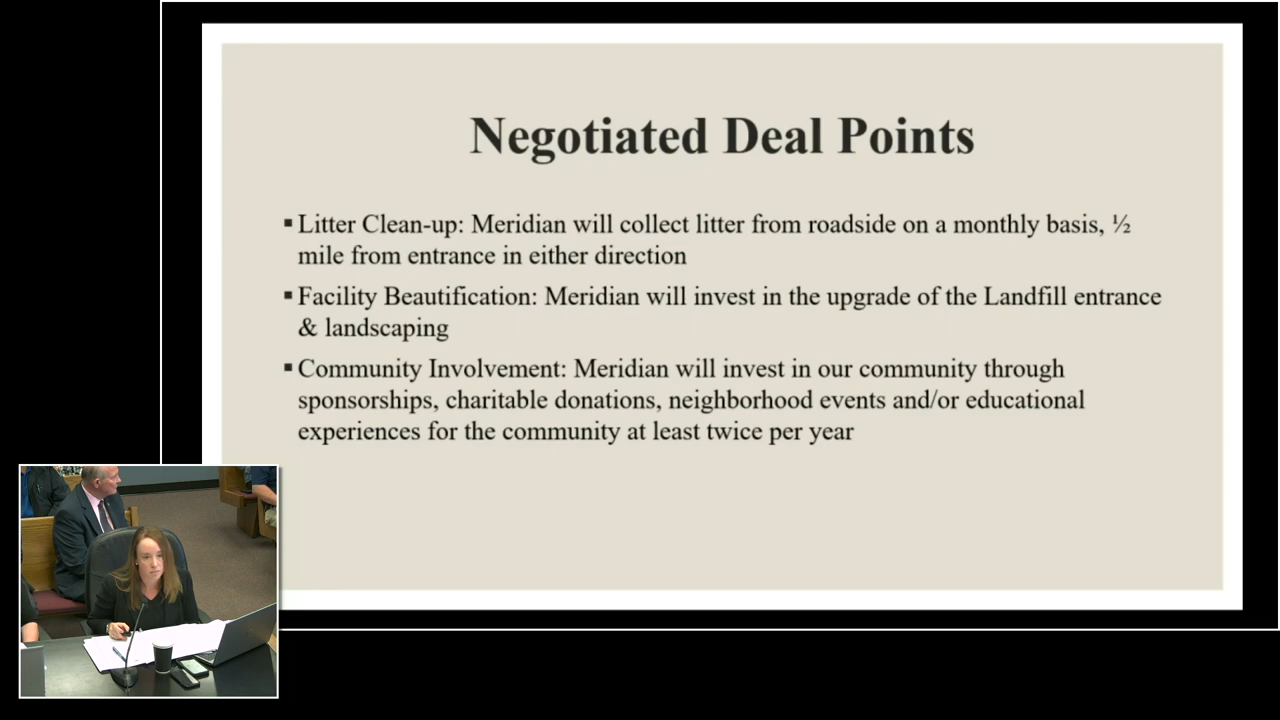 Negotiated Deal Points
▪ Litter Clean-up: Meridian will collect litter from roadside on a monthly basis, ½
mile from entrance in either direction
▪ Facility Beautification: Meridian will invest in the upgrade of the Landfill entrance
& landscaping
▪ Community Involvement: Meridian will invest in our community through
sponsorships, charitable donations, neighborhood events and/or educational
experiences for the community at least twice per year